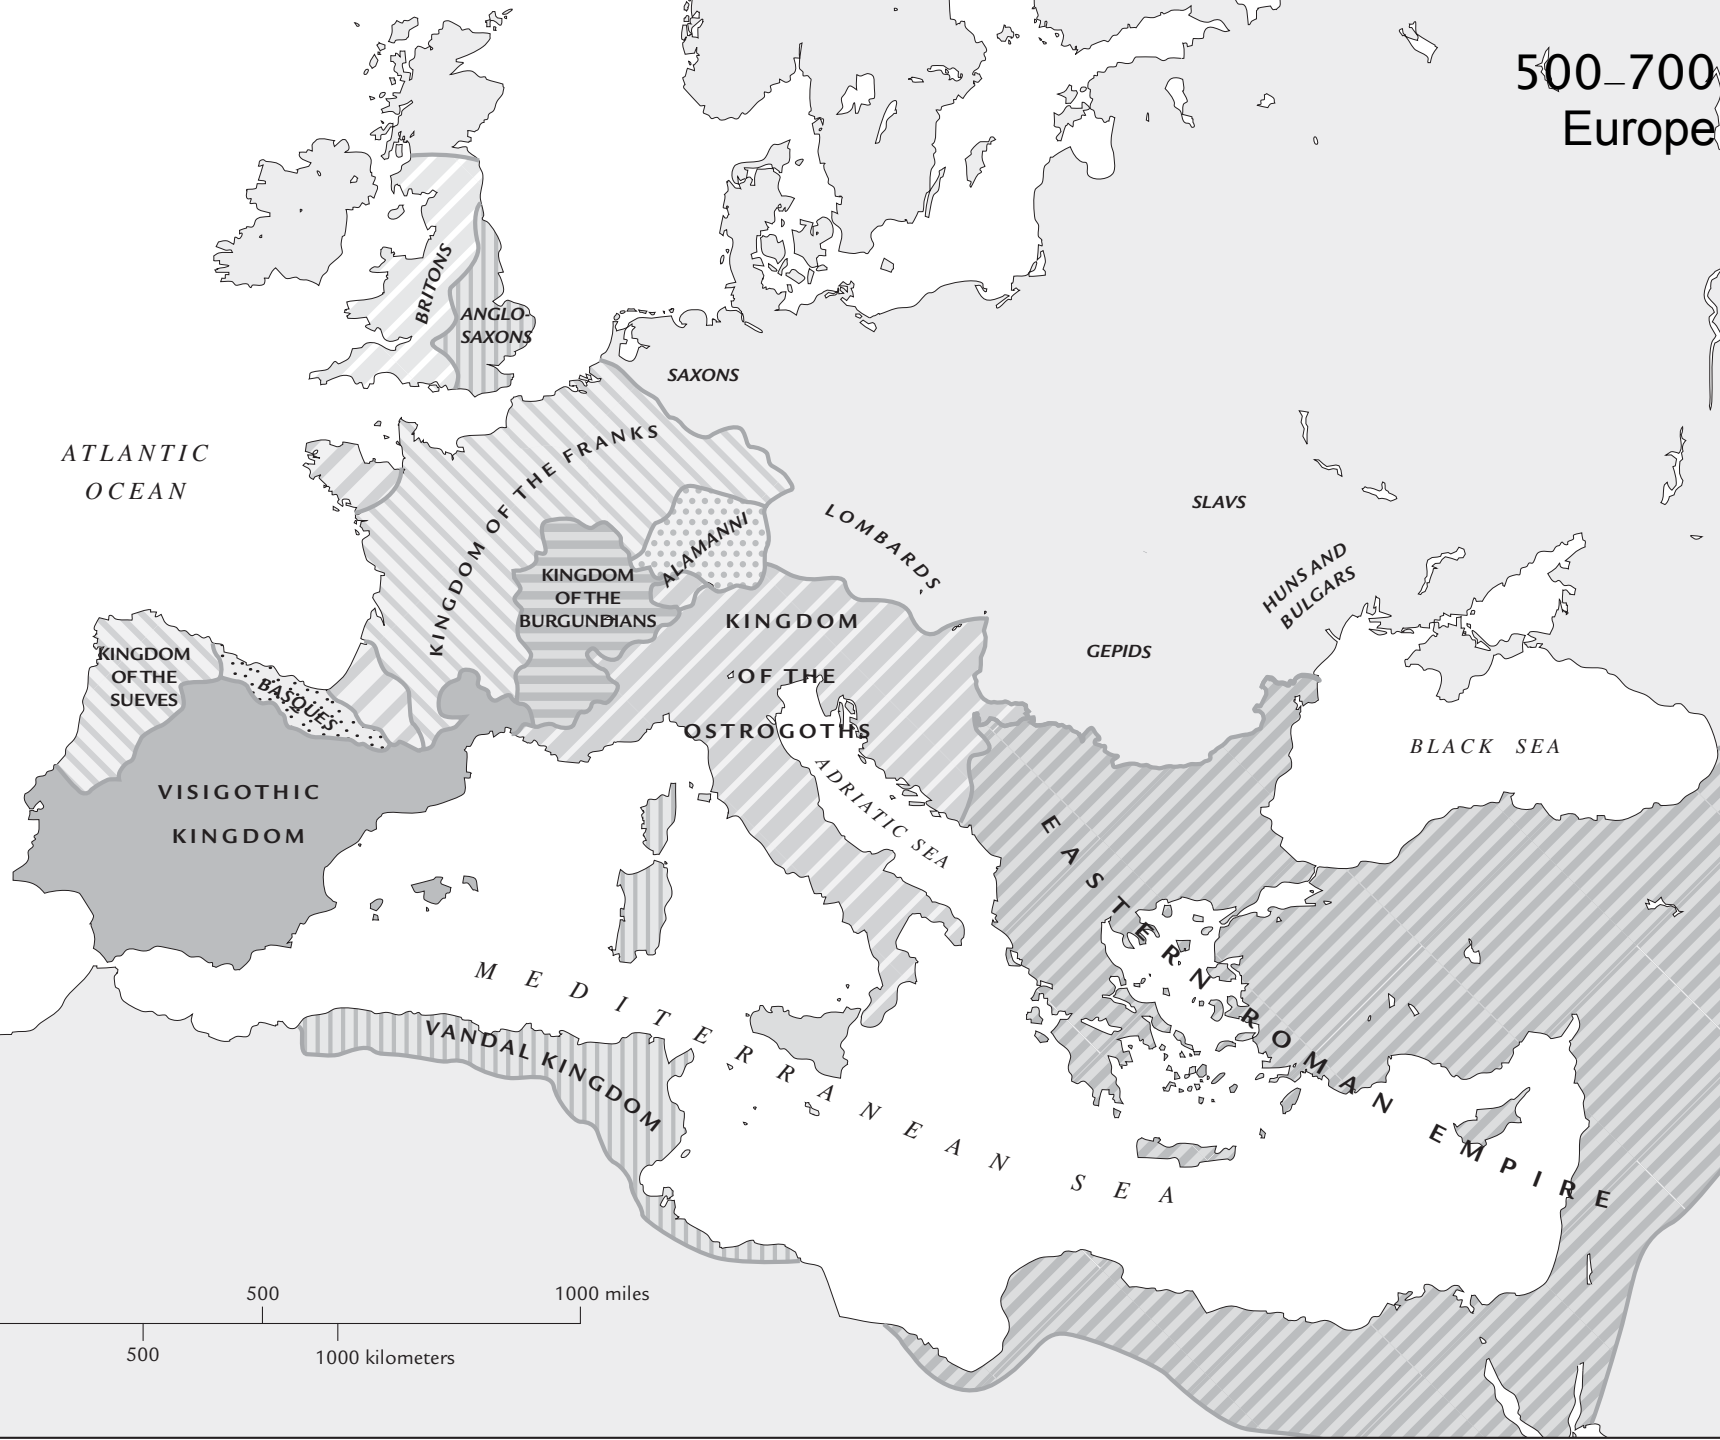 500–700
Europe
BRITONS
ANGLO-
SAXONS
SAXONS
ATLANTIC
OCEAN
KINGDOM OF THE FRANKS
ALAMANNI
LOMBARDS
SLAVS
HUNS AND
BULGARS
KINGDOM
OF THE
BURGUNDIANS
KINGDOM
OF THE
OSTROGOTHS
GEPIDS
KINGDOM
OF THE
SUEVES
BASQUES
BLACK SEA
VISIGOTHIC
KINGDOM
ADRIATIC SEA
EASTERN ROMAN EMPIRE
MEDITERRANEAN SEA
VANDAL KINGDOM
500
1000 miles
500
1000 kilometers